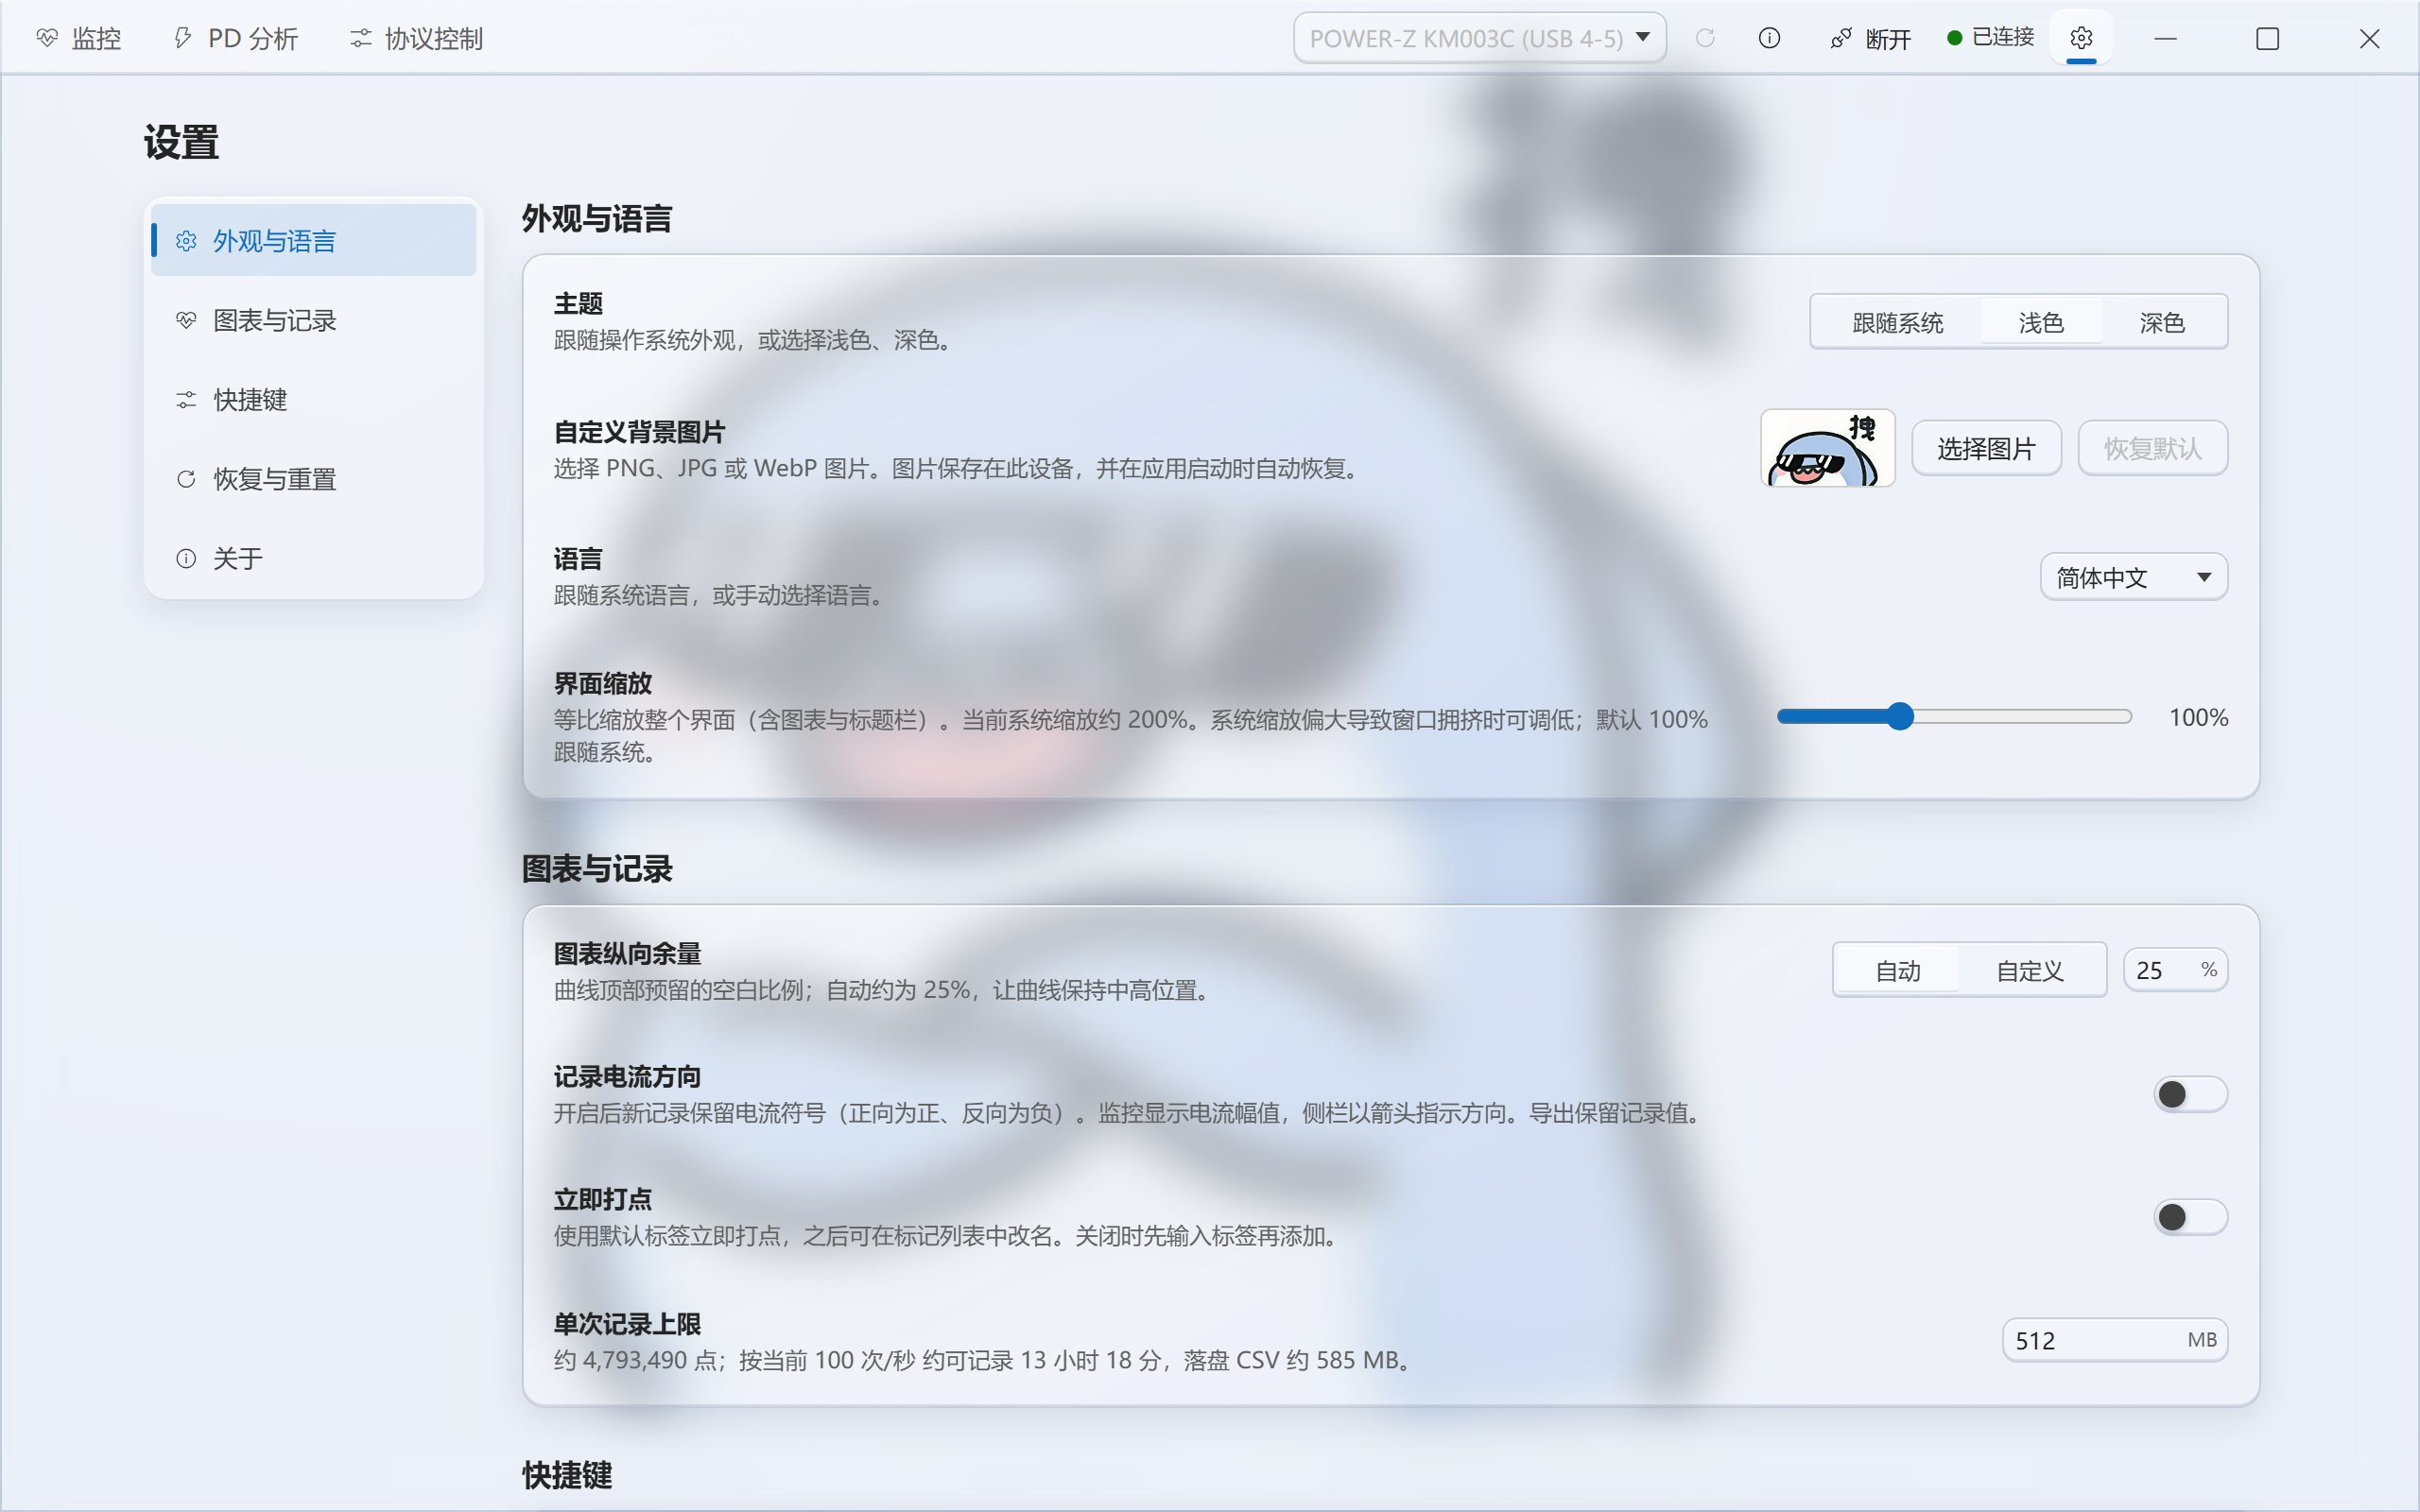 监控
PD 分析
协议控制
POWER-Z KM003C (USB 4-5)
断开
已连接
设置
外观与语言
图表与记录
快捷键
恢复与重置
关于
外观与语言
主题
跟随操作系统外观，或选择浅色、深色。
跟随系统
浅色
深色
自定义背景图片
选择 PNG、JPG 或 WebP 图片。图片保存在此设备，并在应用启动时自动恢复。
拽
选择图片
恢复默认
语言
跟随系统语言，或手动选择语言。
简体中文
界面缩放
等比缩放整个界面（含图表与标题栏）。当前系统缩放约 200%。系统缩放偏大导致窗口拥挤时可调低；默认 100%
跟随系统。
100%
图表与记录
图表纵向余量
曲线顶部预留的空白比例；自动约为 25%，让曲线保持中高位置。
自动
自定义
25 %
记录电流方向
开启后新记录保留电流符号（正向为正、反向为负）。监控显示电流幅值，侧栏以箭头指示方向。导出保留记录值。
立即打点
使用默认标签立即打点，之后可在标记列表中改名。关闭时先输入标签再添加。
单次记录上限
约 4,793,490 点；按当前 100 次/秒 约可记录 13 小时 18 分，落盘 CSV 约 585 MB。
512 MB
快捷键